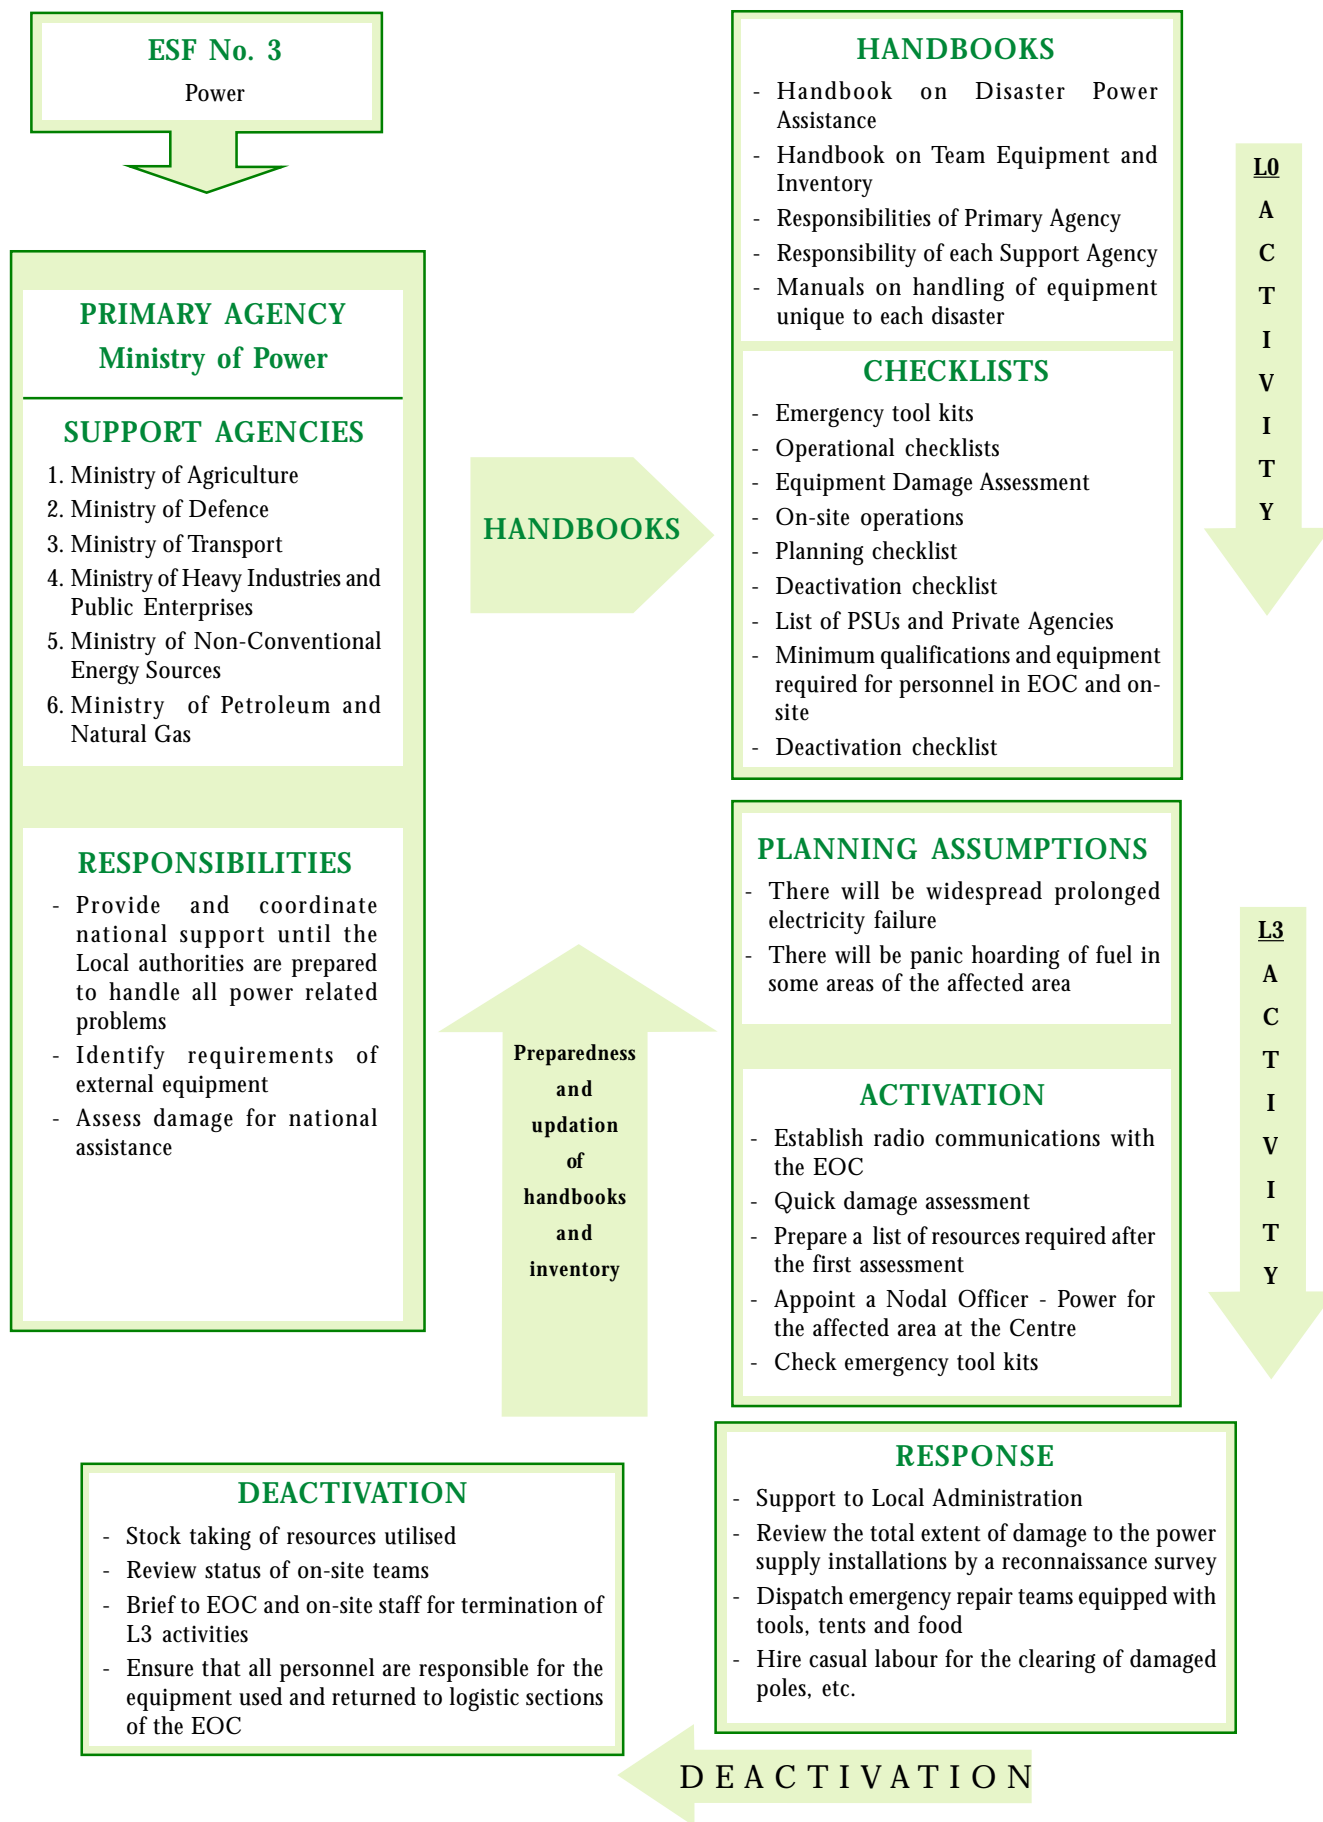 ESF No. 3
Power
PRIMARY AGENCY
Ministry of Power
SUPPORT AGENCIES
1. Ministry of Agriculture
2. Ministry of Defence
3. Ministry of Transport
4. Ministry of Heavy Industries and
Public Enterprises
5. Ministry of Non-Conventional
Energy Sources
6. Ministry of Petroleum and
Natural Gas
RESPONSIBILITIES
- Provide and coordinate
national support until the
Local authorities are prepared
to handle all power related
problems
- Identify requirements of
external equipment
- Assess damage for national
assistance
HANDBOOKS
HANDBOOKS
- Handbook on Disaster Power
Assistance
- Handbook on Team Equipment and
Inventory
- Responsibilities of Primary Agency
- Responsibility of each Support Agency
- Manuals on handling of equipment
unique to each disaster
CHECKLISTS
- Emergency tool kits
- Operational checklists
- Equipment Damage Assessment
- On-site operations
- Planning checklist
- Deactivation checklist
- List of PSUs and Private Agencies
- Minimum qualifications and equipment
required for personnel in EOC and on-
site
- Deactivation checklist
L0
A
C
T
I
V
I
T
Y
PLANNING ASSUMPTIONS
- There will be widespread prolonged
electricity failure
- There will be panic hoarding of fuel in
some areas of the affected area
ACTIVATION
- Establish radio communications with
the EOC
- Quick damage assessment
- Prepare a list of resources required after
the first assessment
- Appoint a Nodal Officer - Power for
the affected area at the Centre
- Check emergency tool kits
L3
A
C
T
I
V
I
T
Y
RESPONSE
- Support to Local Administration
- Review the total extent of damage to the power
supply installations by a reconnaissance survey
- Dispatch emergency repair teams equipped with
tools, tents and food
- Hire casual labour for the clearing of damaged
poles, etc.
DEACTIVATION
DEACTIVATION
- Stock taking of resources utilised
- Review status of on-site teams
- Brief to EOC and on-site staff for termination of
L3 activities
- Ensure that all personnel are responsible for the
equipment used and returned to logistic sections
of the EOC
Preparedness
and
updation
of
handbooks
and
inventory